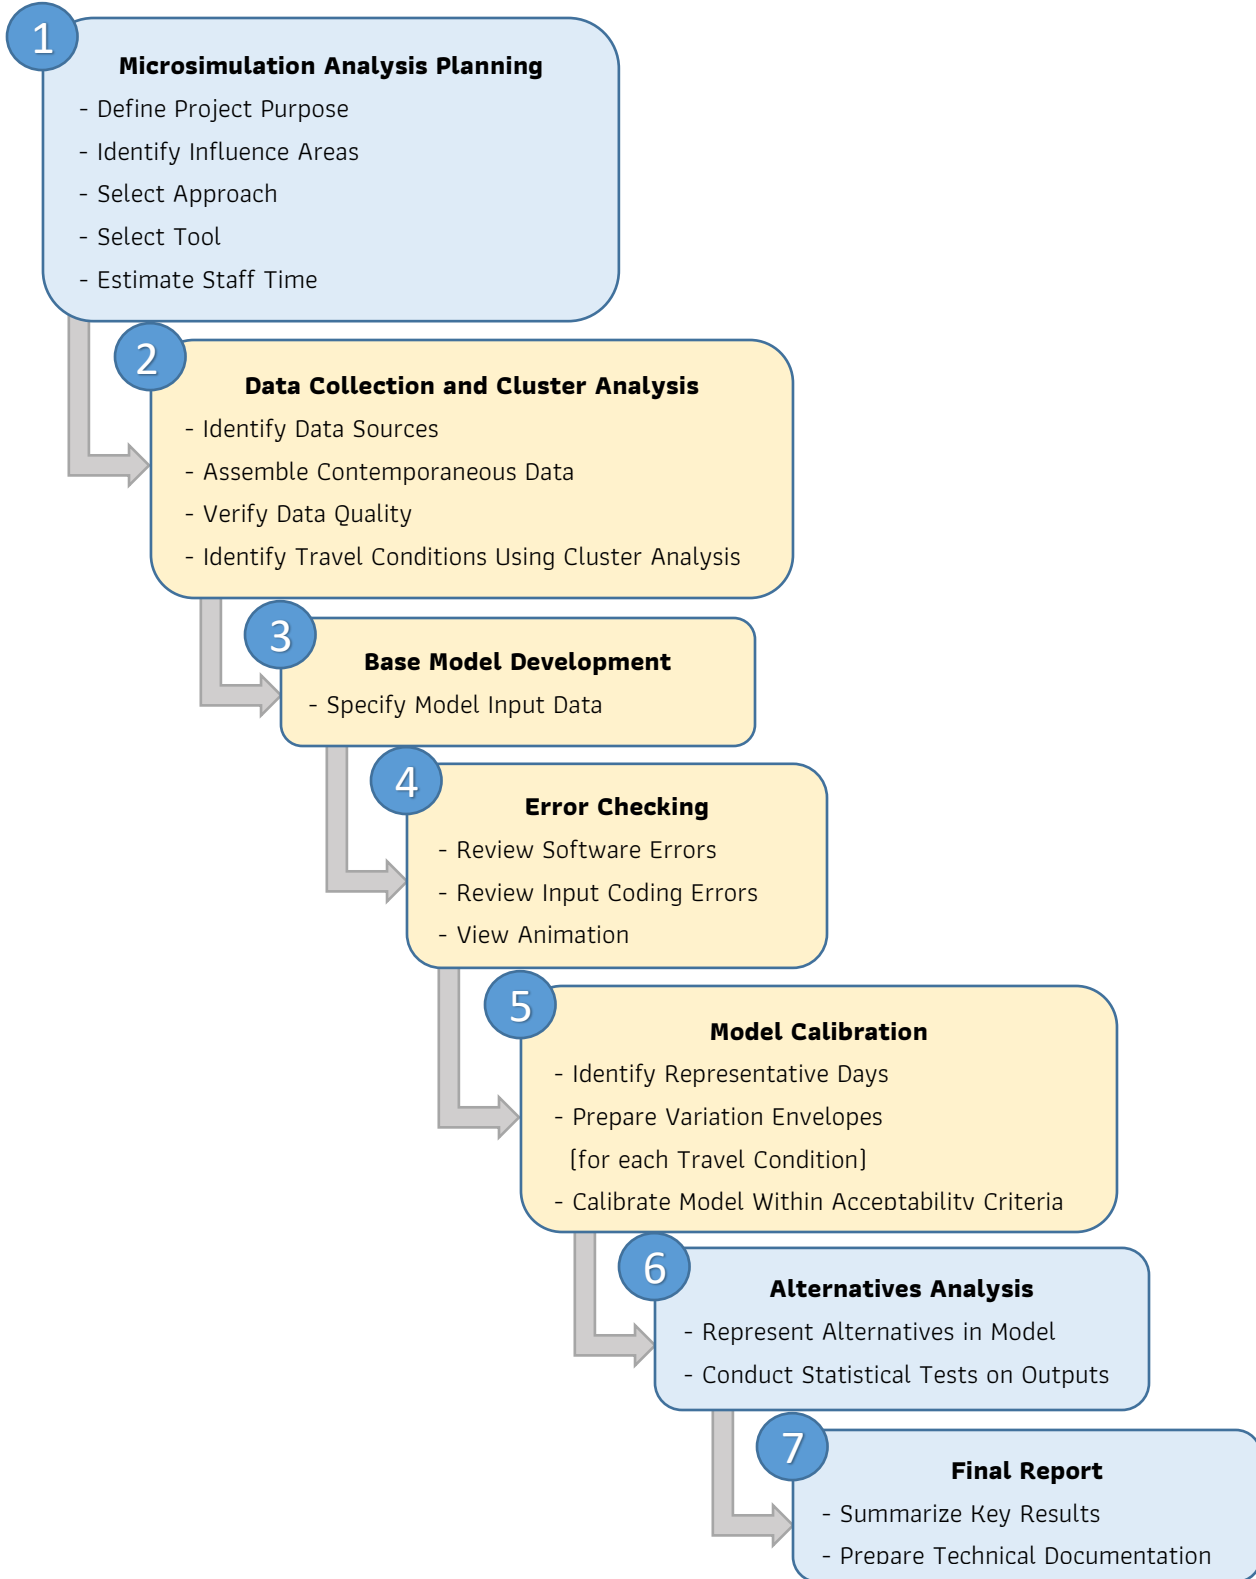 1
Microsimulation Analysis Planning
- Define Project Purpose
- Identify Influence Areas
- Select Approach
- Select Tool
- Estimate Staff Time
2
Data Collection and Cluster Analysis
- Identify Data Sources
- Assemble Contemporaneous Data
- Verify Data Quality
- Identify Travel Conditions Using Cluster Analysis
3
Base Model Development
- Specify Model Input Data
4
Error Checking
- Review Software Errors
- Review Input Coding Errors
- View Animation
5
Model Calibration
- Identify Representative Days
- Prepare Variation Envelopes
(for each Travel Condition)
- Calibrate Model Within Acceptability Criteria
6
Alternatives Analysis
- Represent Alternatives in Model
- Conduct Statistical Tests on Outputs
7
Final Report
- Summarize Key Results
- Prepare Technical Documentation